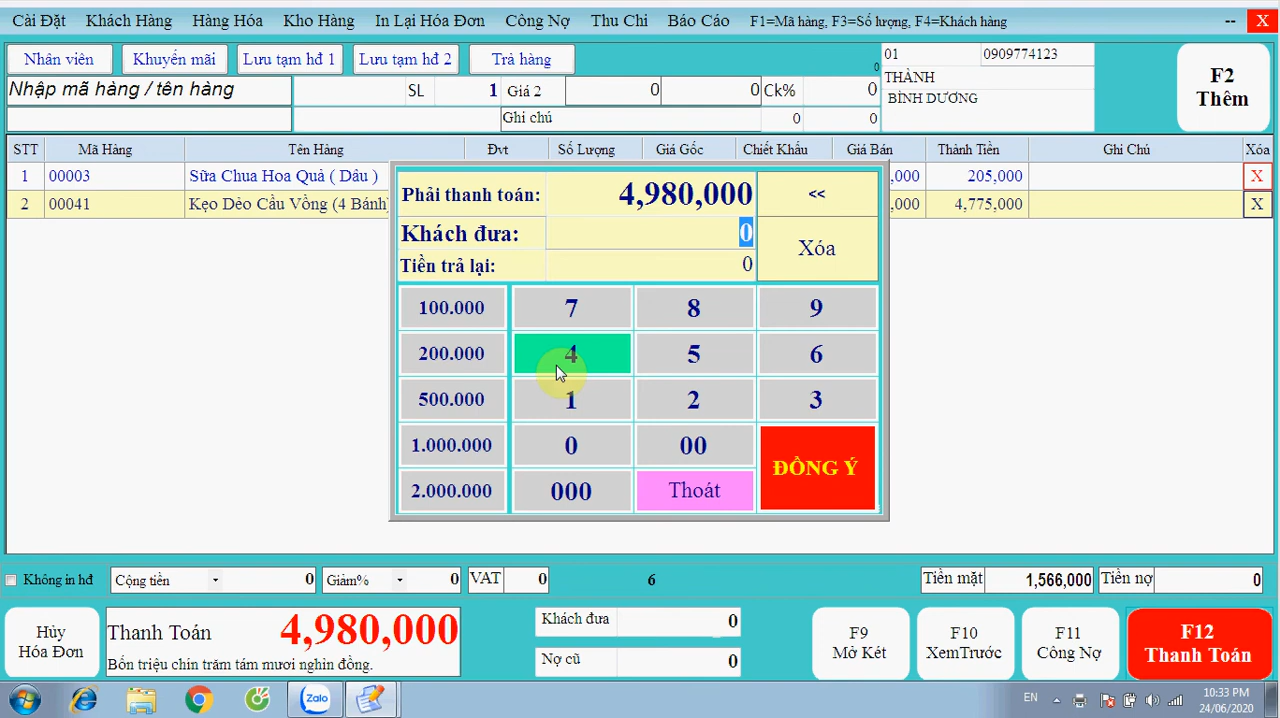 Cài Đặt Khách Hàng Hàng Hóa Kho Hàng In Lại Hóa Đơn Công Nợ Thu Chi Báo Cáo F1=Mã hàng, F3=Số lượng, F4=Khách hàng -- X
Nhân viên Khuyến mãi Lưu tạm hđ 1 Lưu tạm hđ 2 Trả hàng 0 01 0909774123
THÀNH
BÌNH DƯƠNG
F2
Thêm
Nhập mã hàng / tên hàng SL 1 Giá 2 0 0 Ck% 0
Ghi chú 0 0
STT Mã Hàng Tên Hàng Đvt Số Lượng Giá Gốc Chiết Khấu Giá Bán Thành Tiền Ghi Chú Xóa
1 00003 Sữa Chua Hoa Quả ( Dâu ) ,000 205,000 X
2 00041 Kẹo Dẻo Cầu Vồng (4 Bánh) ,000 4,775,000 X
Phải thanh toán: 4,980,000 <<
Khách đưa: 0 Xóa
Tiền trả lại: 0
100.000 7 8 9
200.000 4 5 6
500.000 1 2 3
1.000.000 0 00 ĐỒNG Ý
2.000.000 000 Thoát
Không in hđ Cộng tiền 0 Giảm% 0 VAT 0 6 Tiền mặt 1,566,000 Tiền nợ 0
Hủy
Hóa Đơn
Thanh Toán 4,980,000
Bốn triệu chín trăm tám mươi nghìn đồng.
Khách đưa 0
Nợ cũ 0
F9
Mở Két
F10
XemTrước
F11
Công Nợ
F12
Thanh Toán
Zalo EN 10:33 PM
24/06/2020